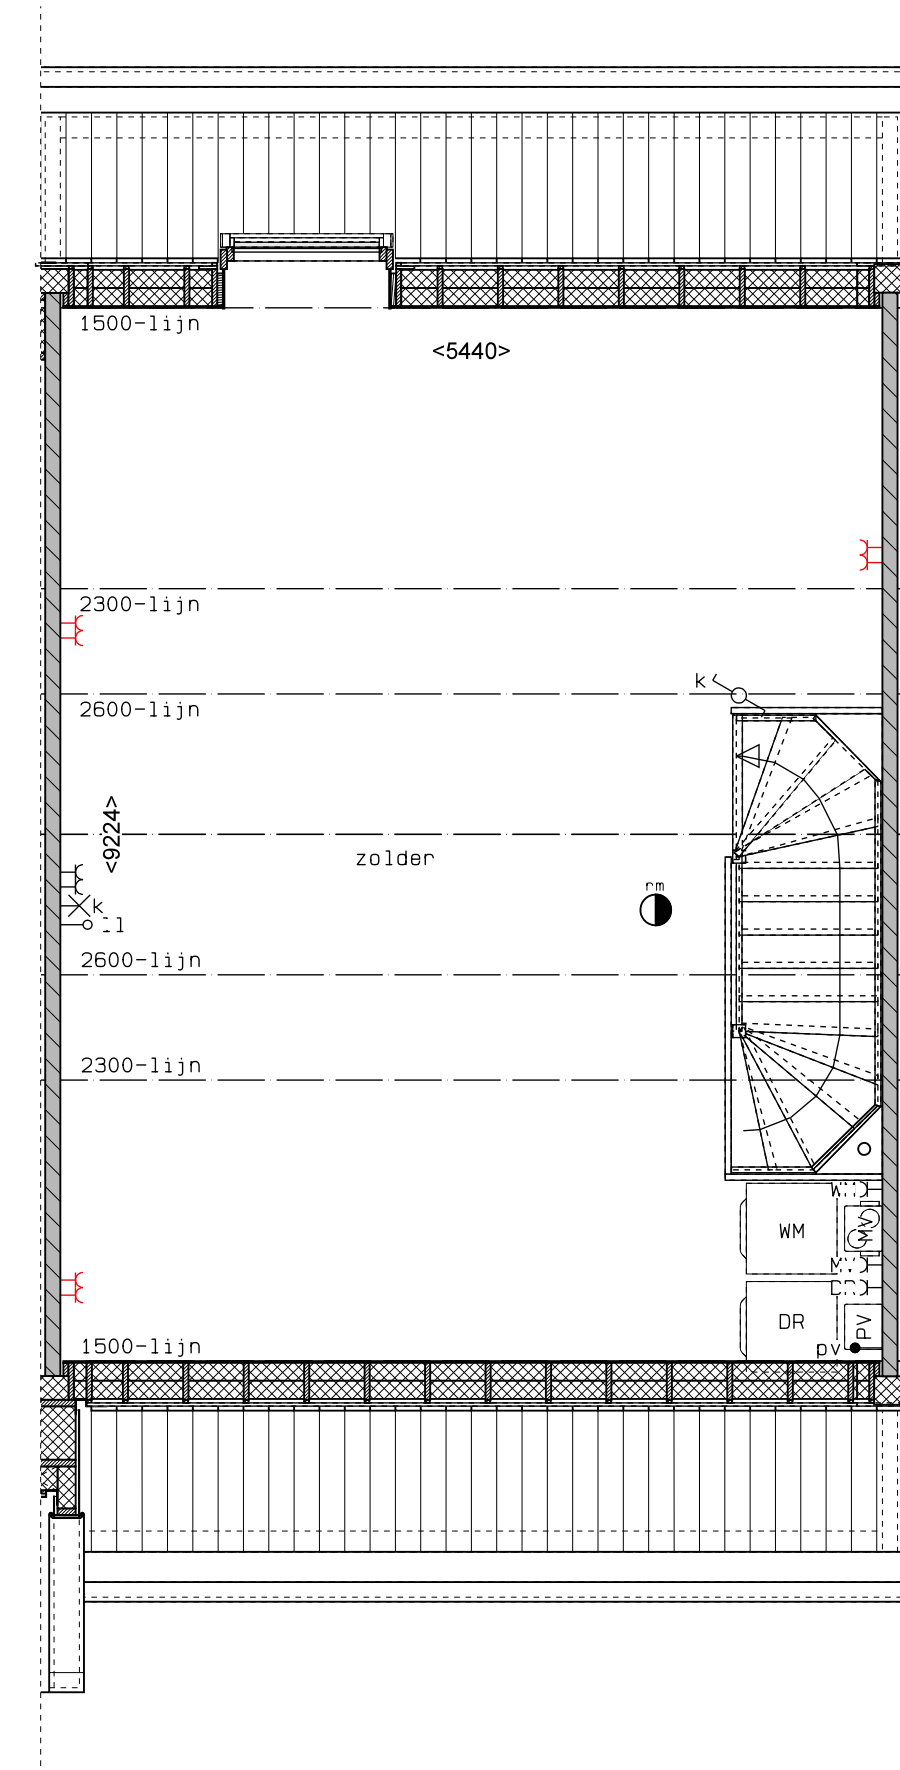 1500-lijn
<5440>
2300-lijn
k
2600-lijn
<9224>
zolder
rm
k
2600-lijn
2300-lijn
WM
MV
DR
PV
1500-lijn
pv